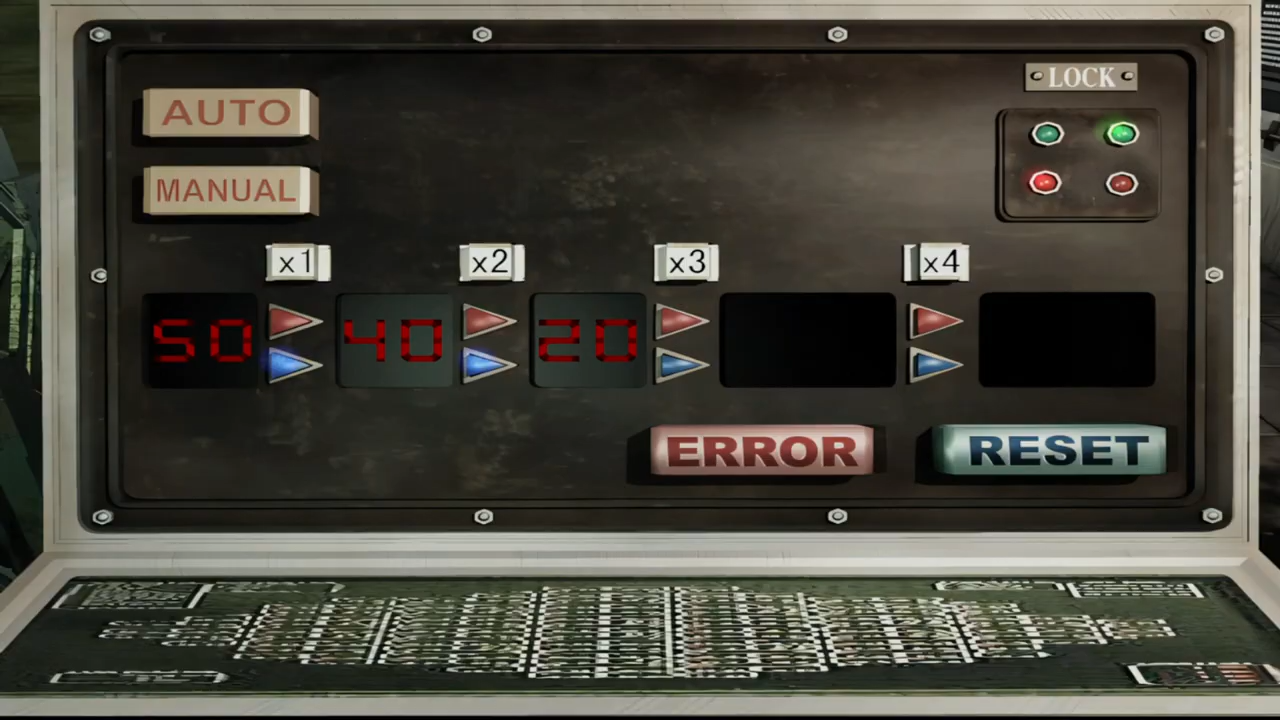 LOCK
AUTO
MANUAL
x1 x2 x3 x4
50 40 20
ERROR RESET